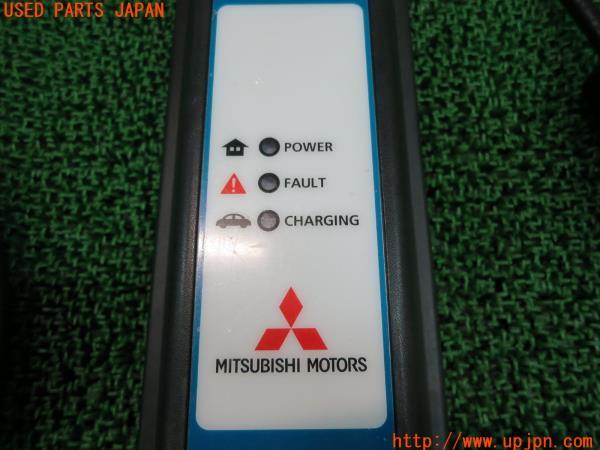 USED PARTS JAPAN
POWER
FAULT
CHARGING
MITSUBISHI MOTORS
http://www.upjpn.com/